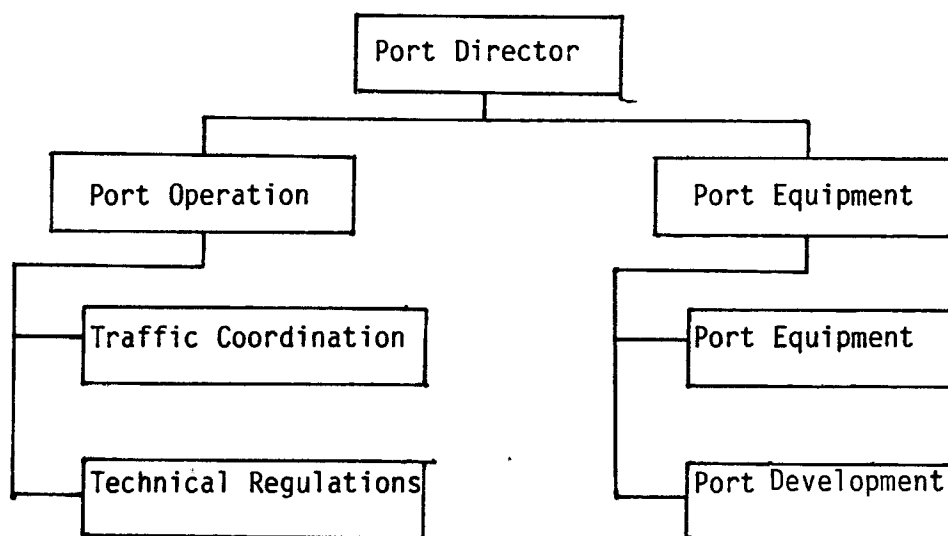 Port Director
Port Operation
Port Equipment
Traffic Coordination
Port Equipment
Technical Regulations
Port Development